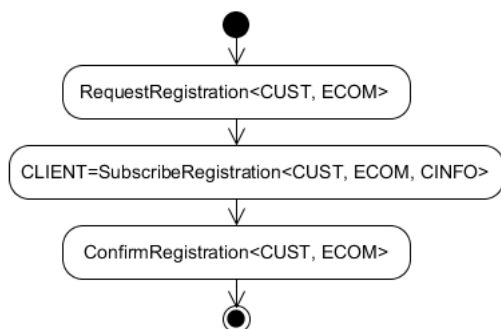 RequestRegistration<CUST, ECOM>
CLIENT=SubscribeRegistration<CUST, ECOM, CINFO>
ConfirmRegistration<CUST, ECOM>